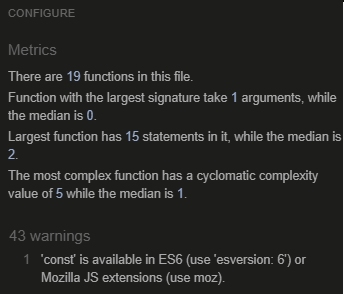 CONFIGURE
Metrics
There are 19 functions in this file.
Function with the largest signature take 1 arguments, while
the median is 0.
Largest function has 15 statements in it, while the median is
2.
The most complex function has a cyclomatic complexity
value of 5 while the median is 1.
43 warnings
1 'const' is available in ES6 (use 'esversion: 6') or
Mozilla JS extensions (use moz).